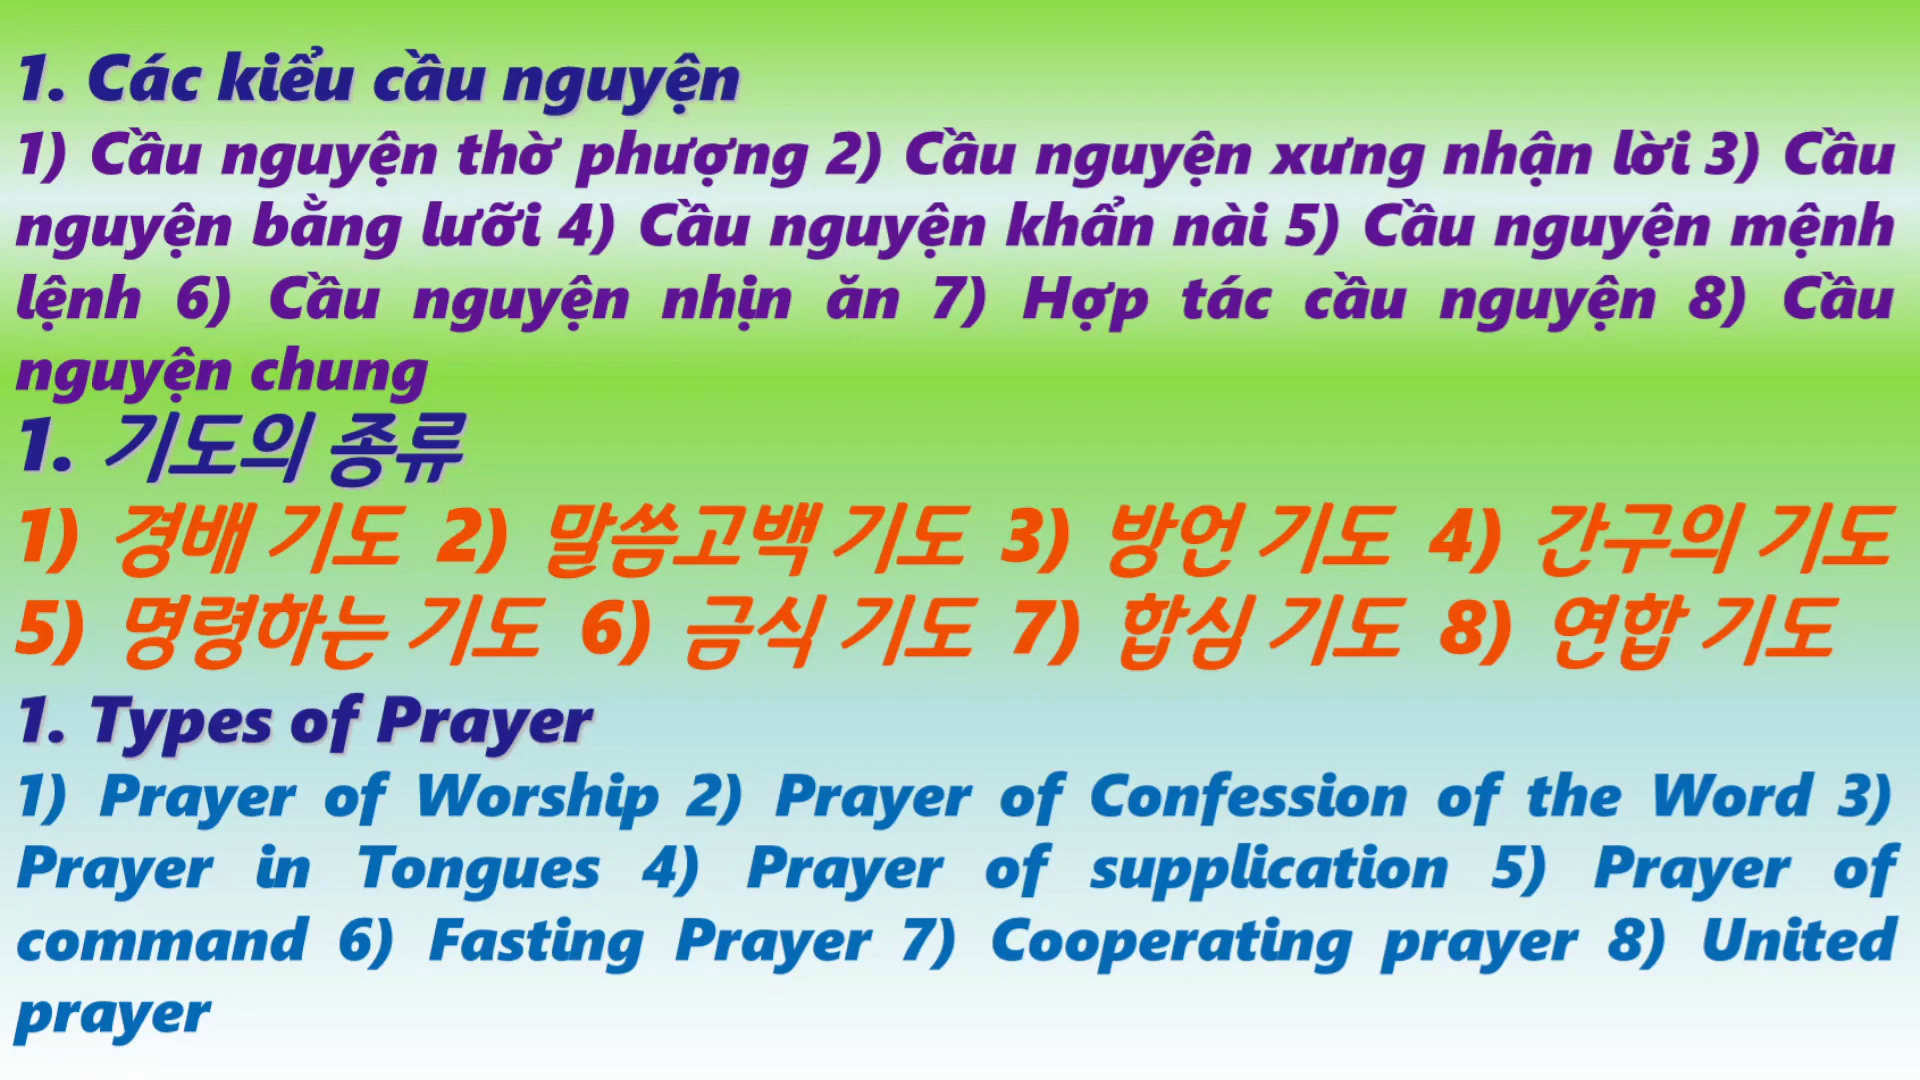 1. Các kiểu cầu nguyện
1) Cầu nguyện thờ phượng 2) Cầu nguyện xưng nhận lời 3) Cầu
nguyện bằng lưỡi 4) Cầu nguyện khẩn nài 5) Cầu nguyện mệnh
lệnh 6) Cầu nguyện nhịn ăn 7) Hợp tác cầu nguyện 8) Cầu
nguyện chung
1. 기도의 종류
1) 경배 기도 2) 말씀고백 기도 3) 방언 기도 4) 간구의 기도
5) 명령하는 기도 6) 금식 기도 7) 합심 기도 8) 연합 기도
1. Types of Prayer
1) Prayer of Worship 2) Prayer of Confession of the Word 3)
Prayer in Tongues 4) Prayer of supplication 5) Prayer of
command 6) Fasting Prayer 7) Cooperating prayer 8) United
prayer